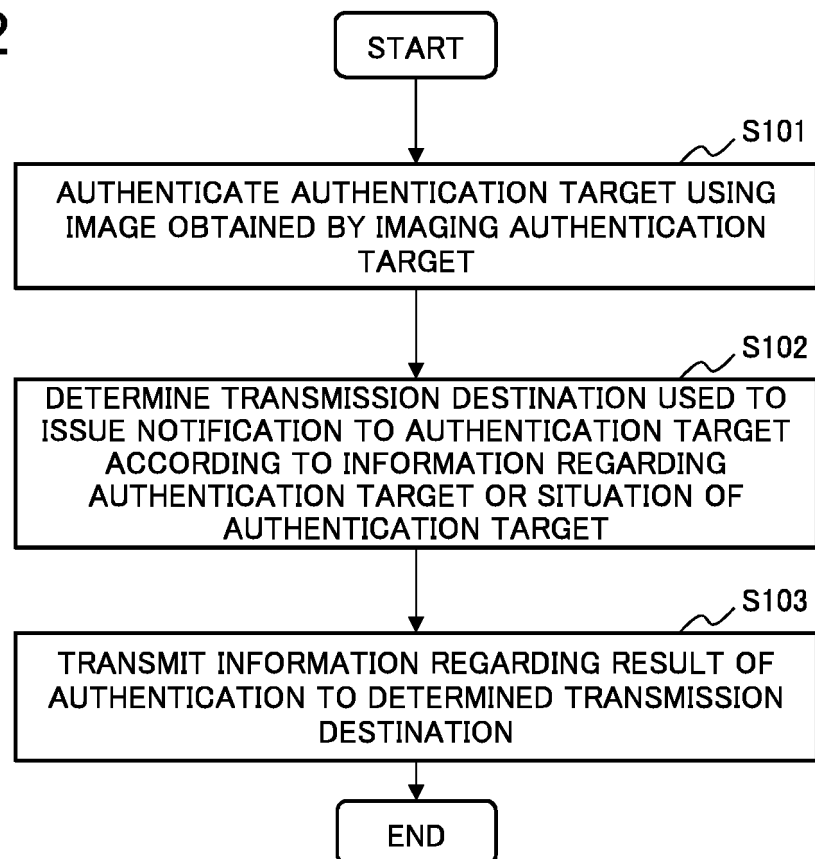 2
START
S101
AUTHENTICATE AUTHENTICATION TARGET USING
IMAGE OBTAINED BY IMAGING AUTHENTICATION
TARGET
S102
DETERMINE TRANSMISSION DESTINATION USED TO
ISSUE NOTIFICATION TO AUTHENTICATION TARGET
ACCORDING TO INFORMATION REGARDING
AUTHENTICATION TARGET OR SITUATION OF
AUTHENTICATION TARGET
S103
TRANSMIT INFORMATION REGARDING RESULT OF
AUTHENTICATION TO DETERMINED TRANSMISSION
DESTINATION
END